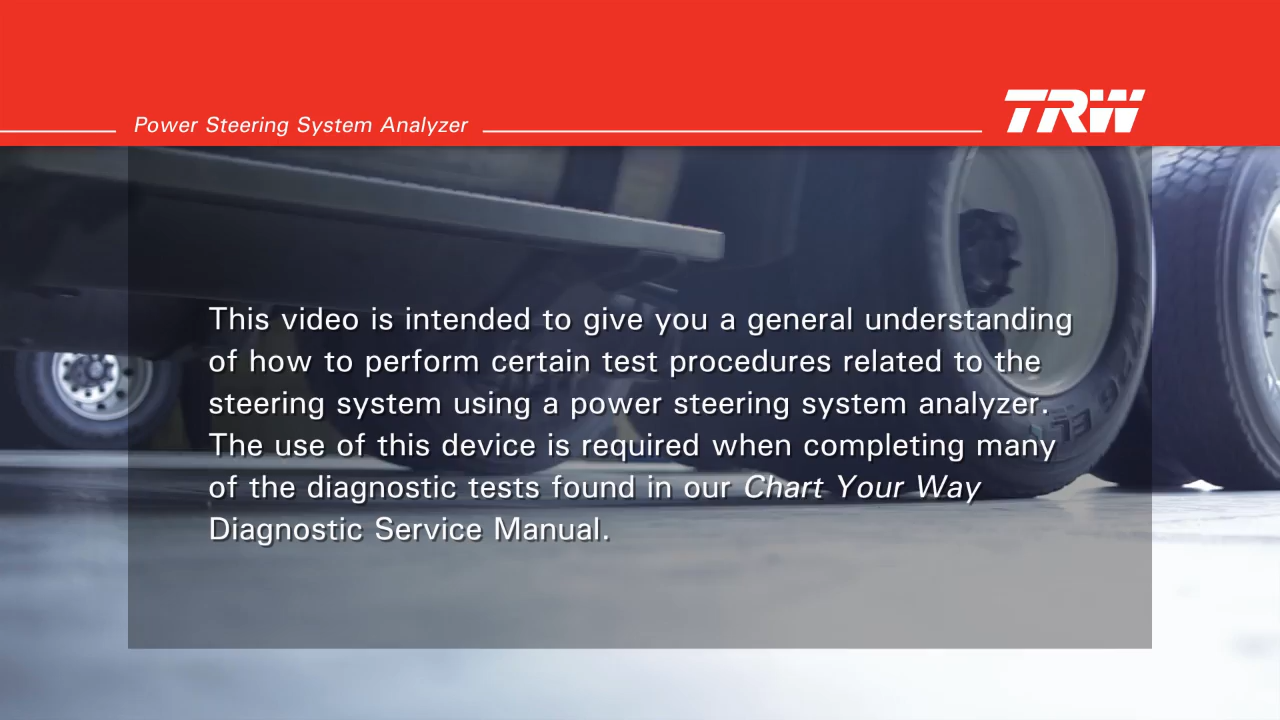 Power Steering System Analyzer
TRW
This video is intended to give you a general understanding
of how to perform certain test procedures related to the
steering system using a power steering system analyzer.
The use of this device is required when completing many
of the diagnostic tests found in our Chart Your Way
Diagnostic Service Manual.